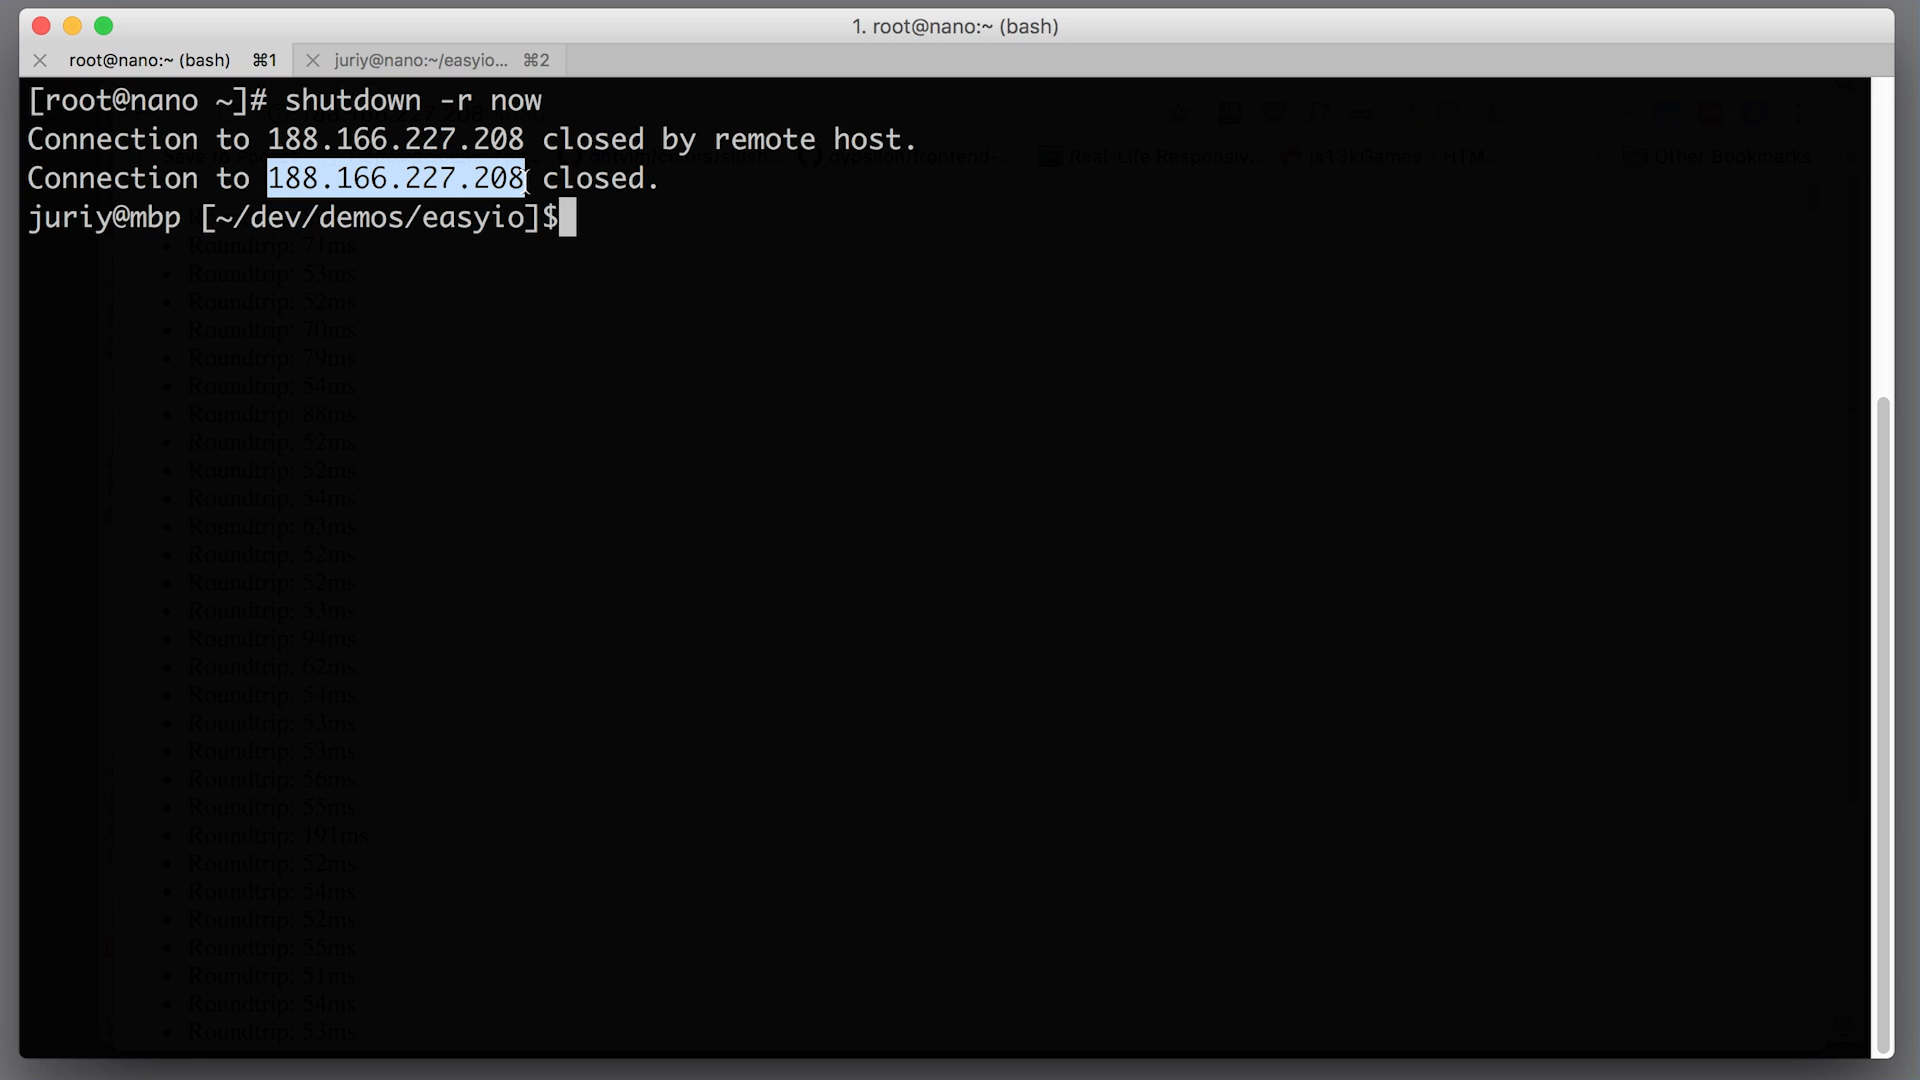 1. root@nano:~ (bash)
root@nano:~ (bash) ⌘1
juriy@nano:~/easyio... ⌘2
[root@nano ~]# shutdown -r now
Connection to 188.166.227.208 closed by remote host.
Connection to 188.166.227.208 closed.
juriy@mbp [~/dev/demos/easyio]$
Real-Life Responsiv...
js13kGames - HTM...
Other Bookmarks
Roundtrip: 71ms
Roundtrip: 53ms
Roundtrip: 52ms
Roundtrip: 70ms
Roundtrip: 79ms
Roundtrip: 54ms
Roundtrip: 88ms
Roundtrip: 52ms
Roundtrip: 52ms
Roundtrip: 54ms
Roundtrip: 63ms
Roundtrip: 52ms
Roundtrip: 52ms
Roundtrip: 53ms
Roundtrip: 94ms
Roundtrip: 62ms
Roundtrip: 54ms
Roundtrip: 53ms
Roundtrip: 53ms
Roundtrip: 56ms
Roundtrip: 55ms
Roundtrip: 191ms
Roundtrip: 52ms
Roundtrip: 54ms
Roundtrip: 52ms
Roundtrip: 55ms
Roundtrip: 51ms
Roundtrip: 54ms
Roundtrip: 53ms